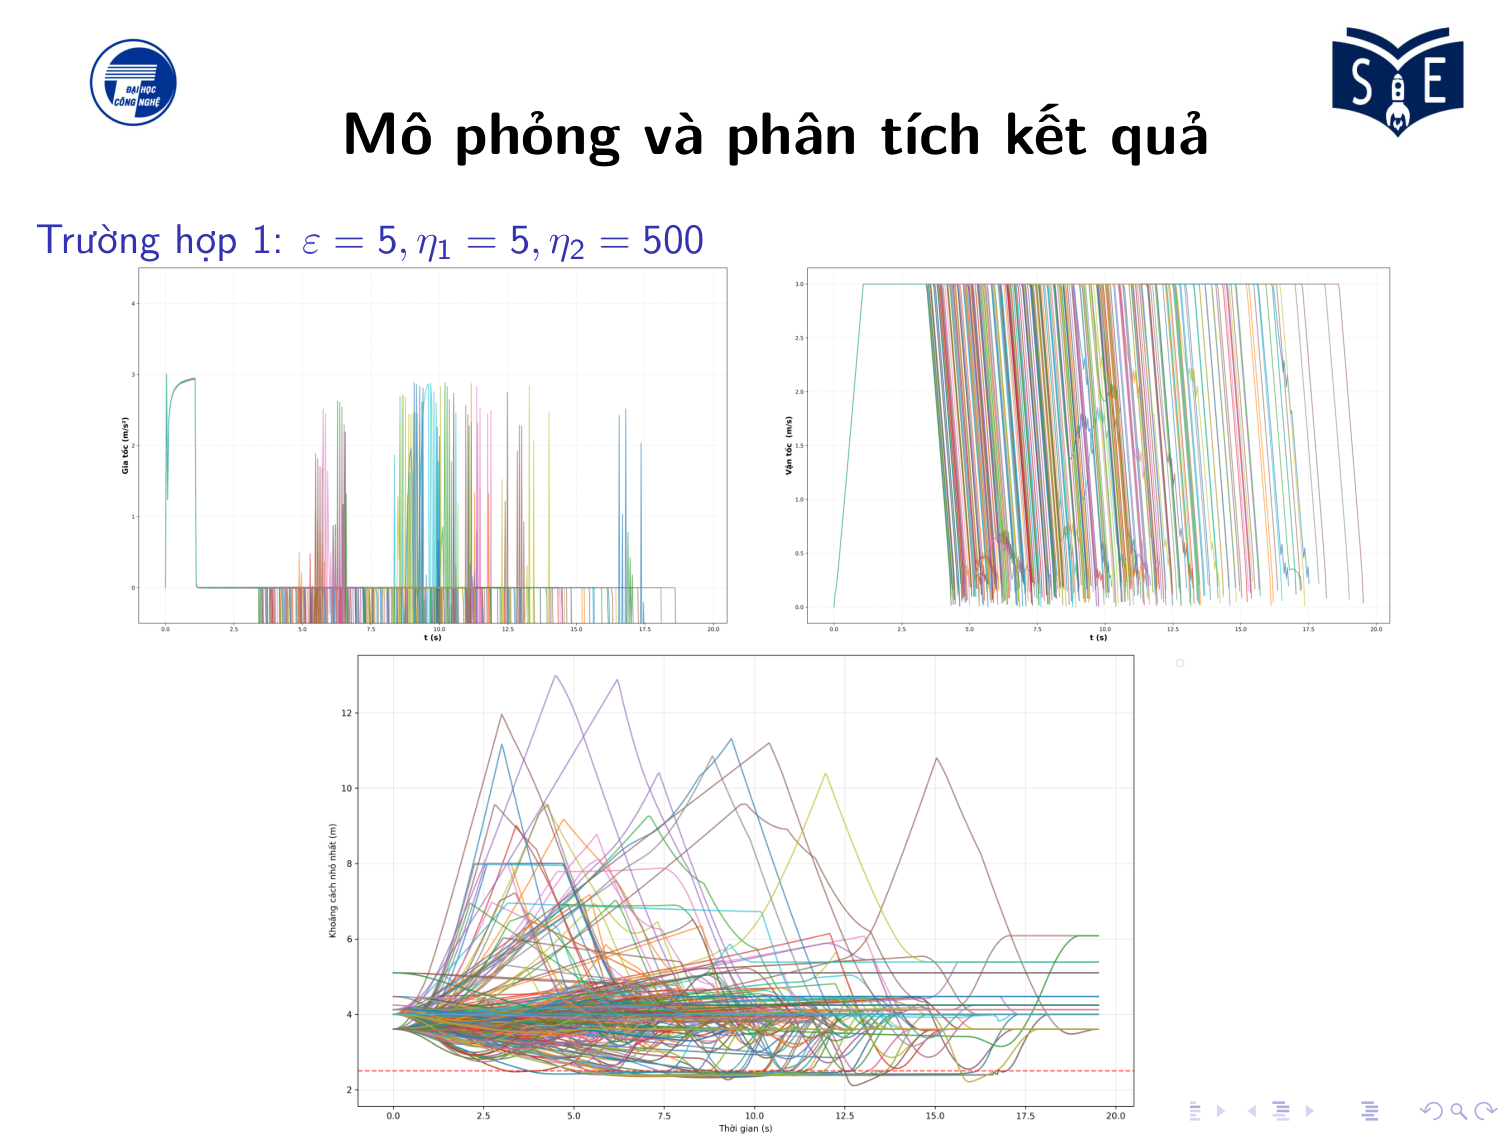 ĐẠI HỌC
CÔNG NGHỆ
S E
Mô phỏng và phân tích kết quả
Trường hợp 1: ε = 5, η₁ = 5, η₂ = 500
Gia tốc (m/s²)
4
3
2
1
0
0.0 2.5 5.0 7.5 10.0 12.5 15.0 17.5 20.0
t (s)
Vận tốc (m/s)
3.0
2.5
2.0
1.5
1.0
0.5
0.0
0.0 2.5 5.0 7.5 10.0 12.5 15.0 17.5 20.0
t (s)
Khoảng cách nhỏ nhất (m)
12
10
8
6
4
2
0.0 2.5 5.0 7.5 10.0 12.5 15.0 17.5 20.0
Thời gian (s)